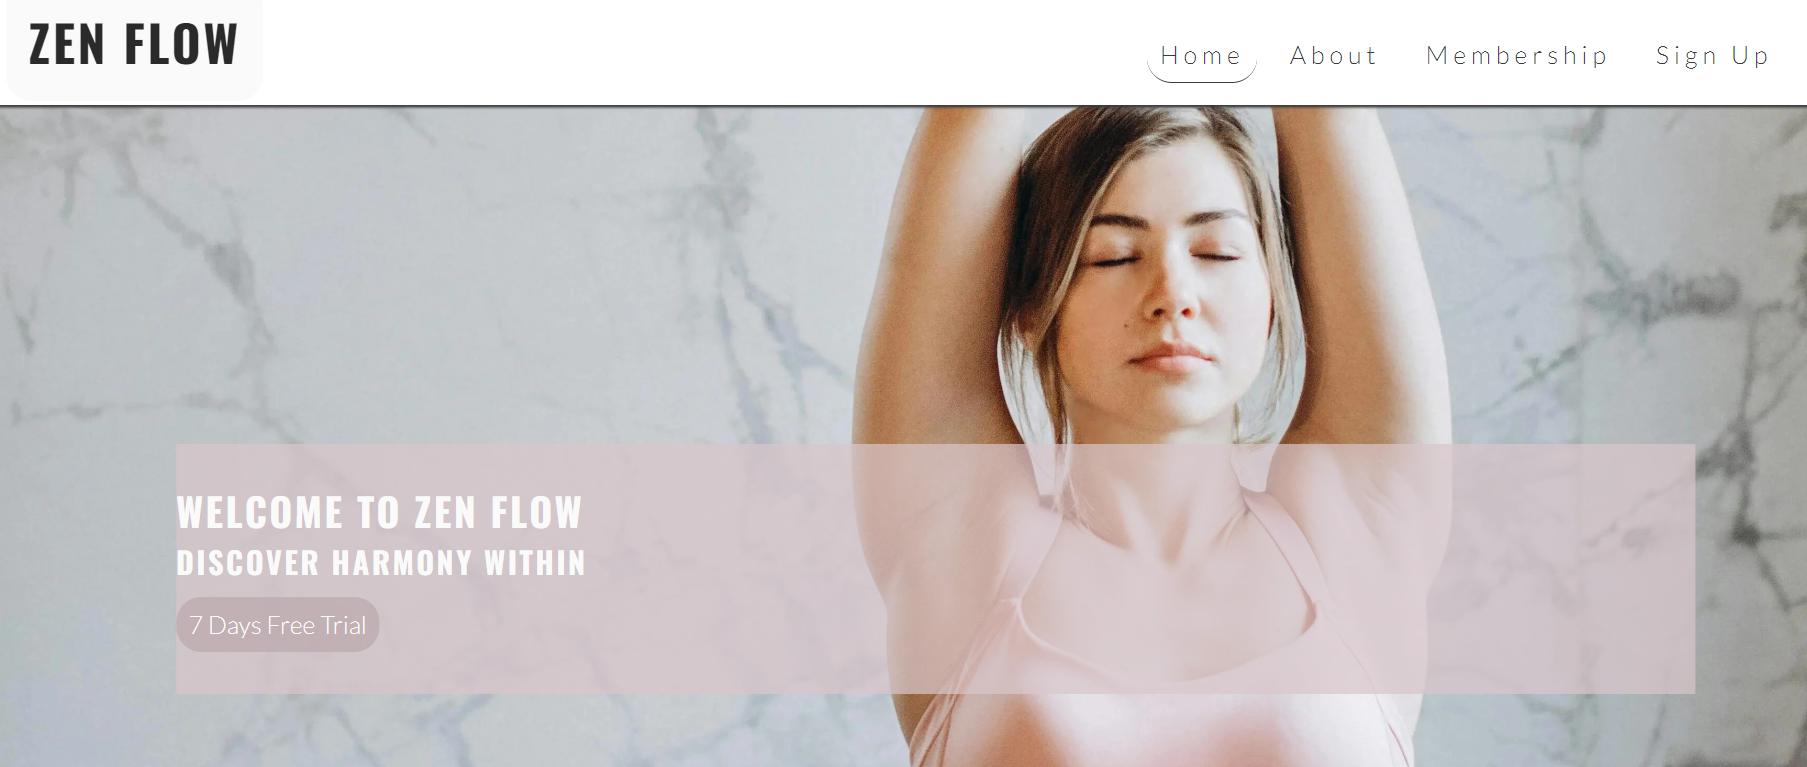 ZEN FLOW
Home About Membership Sign Up
WELCOME TO ZEN FLOW
DISCOVER HARMONY WITHIN
7 Days Free Trial